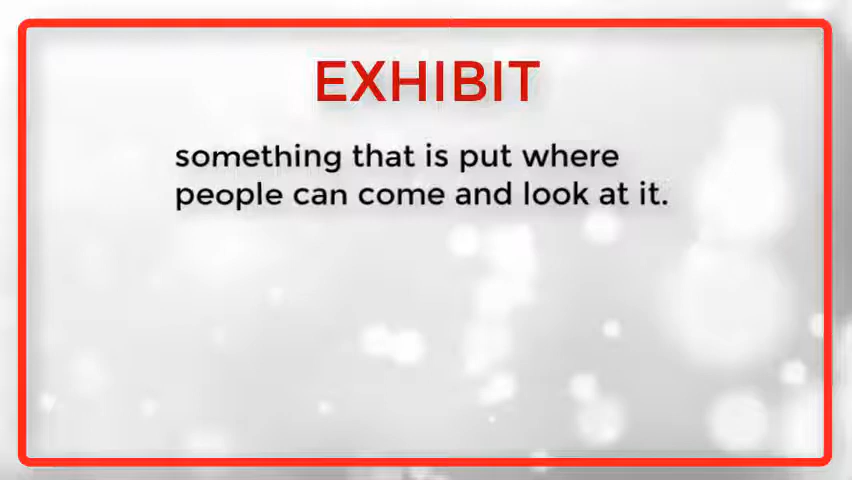 EXHIBIT
something that is put where
people can come and look at it.